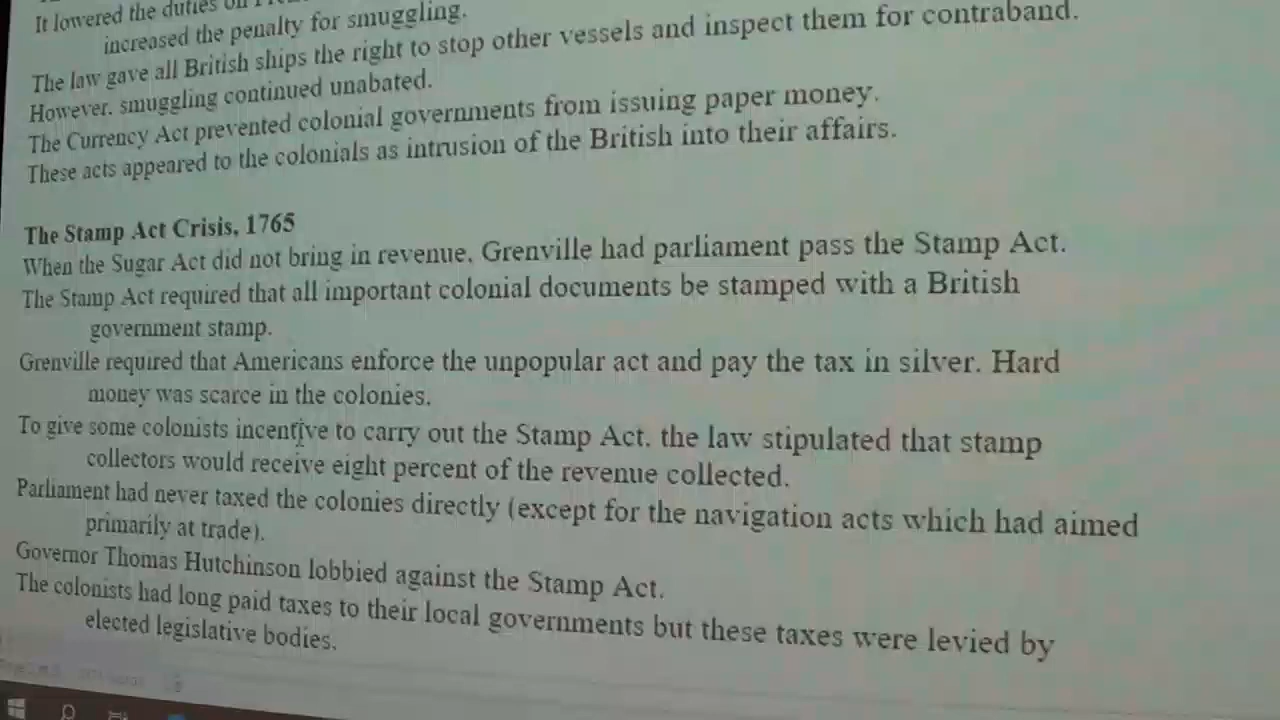 It lowered the duties on
increased the penalty for smuggling.
The law gave all British ships the right to stop other vessels and inspect them for contraband.
However, smuggling continued unabated.
The Currency Act prevented colonial governments from issuing paper money.
These acts appeared to the colonials as intrusion of the British into their affairs.
The Stamp Act Crisis, 1765
When the Sugar Act did not bring in revenue, Grenville had parliament pass the Stamp Act.
The Stamp Act required that all important colonial documents be stamped with a British
government stamp.
Grenville required that Americans enforce the unpopular act and pay the tax in silver. Hard
money was scarce in the colonies.
To give some colonists incentive to carry out the Stamp Act, the law stipulated that stamp
collectors would receive eight percent of the revenue collected.
Parliament had never taxed the colonies directly (except for the navigation acts which had aimed
primarily at trade).
Governor Thomas Hutchinson lobbied against the Stamp Act.
The colonists had long paid taxes to their local governments but these taxes were levied by
elected legislative bodies.